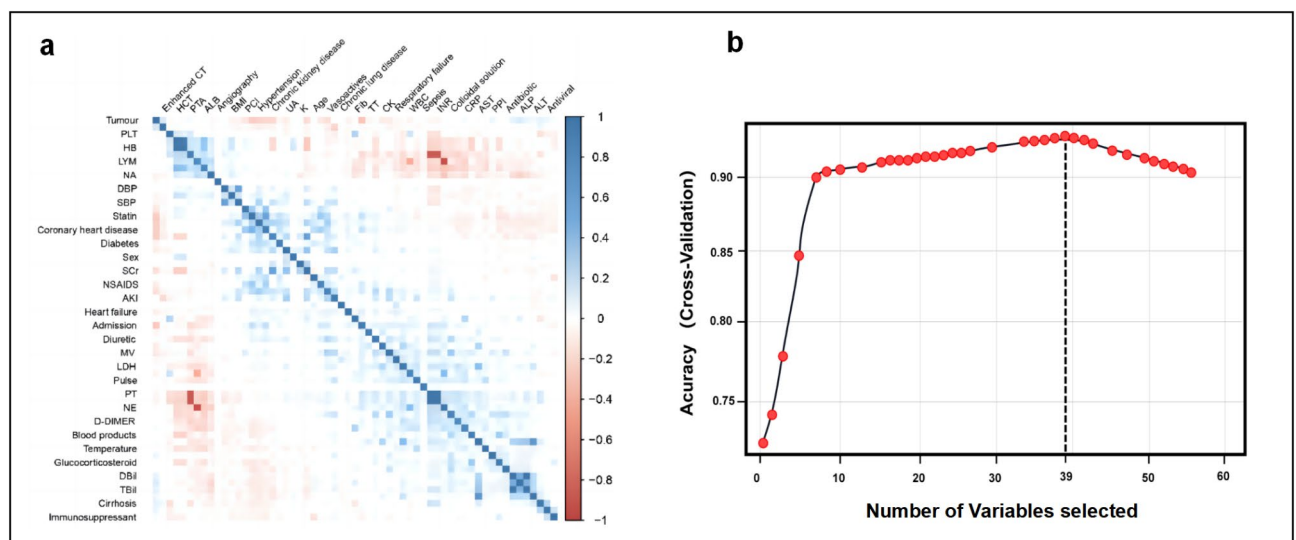 a
Enhanced CT
HCT
PTA
ALB
Angiography
BMI
PCI
Hypertension
Chronic kidney disease
UA
K
Age
Vasoactives
Chronic lung disease
Fib
TT
CK
Respiratory failure
WBC
Sepsis
INR
Colloidal solution
CRP
AST
PPI
Antibiotic
ALP
ALT
Antiviral
Tumour
PLT
HB
LYM
NA
DBP
SBP
Statin
Coronary heart disease
Diabetes
Sex
SCr
NSAIDS
AKI
Heart failure
Admission
Diuretic
MV
LDH
Pulse
PT
NE
D-DIMER
Blood products
Temperature
Glucocorticosteroid
DBil
TBil
Cirrhosis
Immunosuppressant
1
0.8
0.6
0.4
0.2
0
−0.2
−0.4
−0.6
−0.8
−1
b
Acuracy (Cross-Validation)
0.90
0.85
0.80
0.75
0 10 20 30 39 50 60
Number of Variables selected